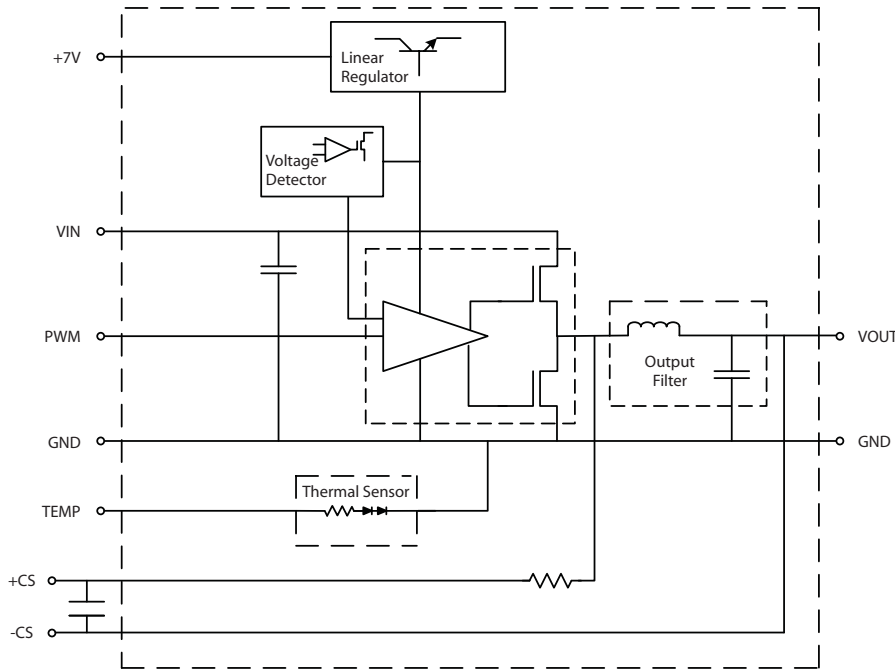 +7V
Linear
Regulator
Voltage
Detector
VIN
PWM
VOUT
Output
Filter
GND
GND
Thermal Sensor
TEMP
+CS
-CS